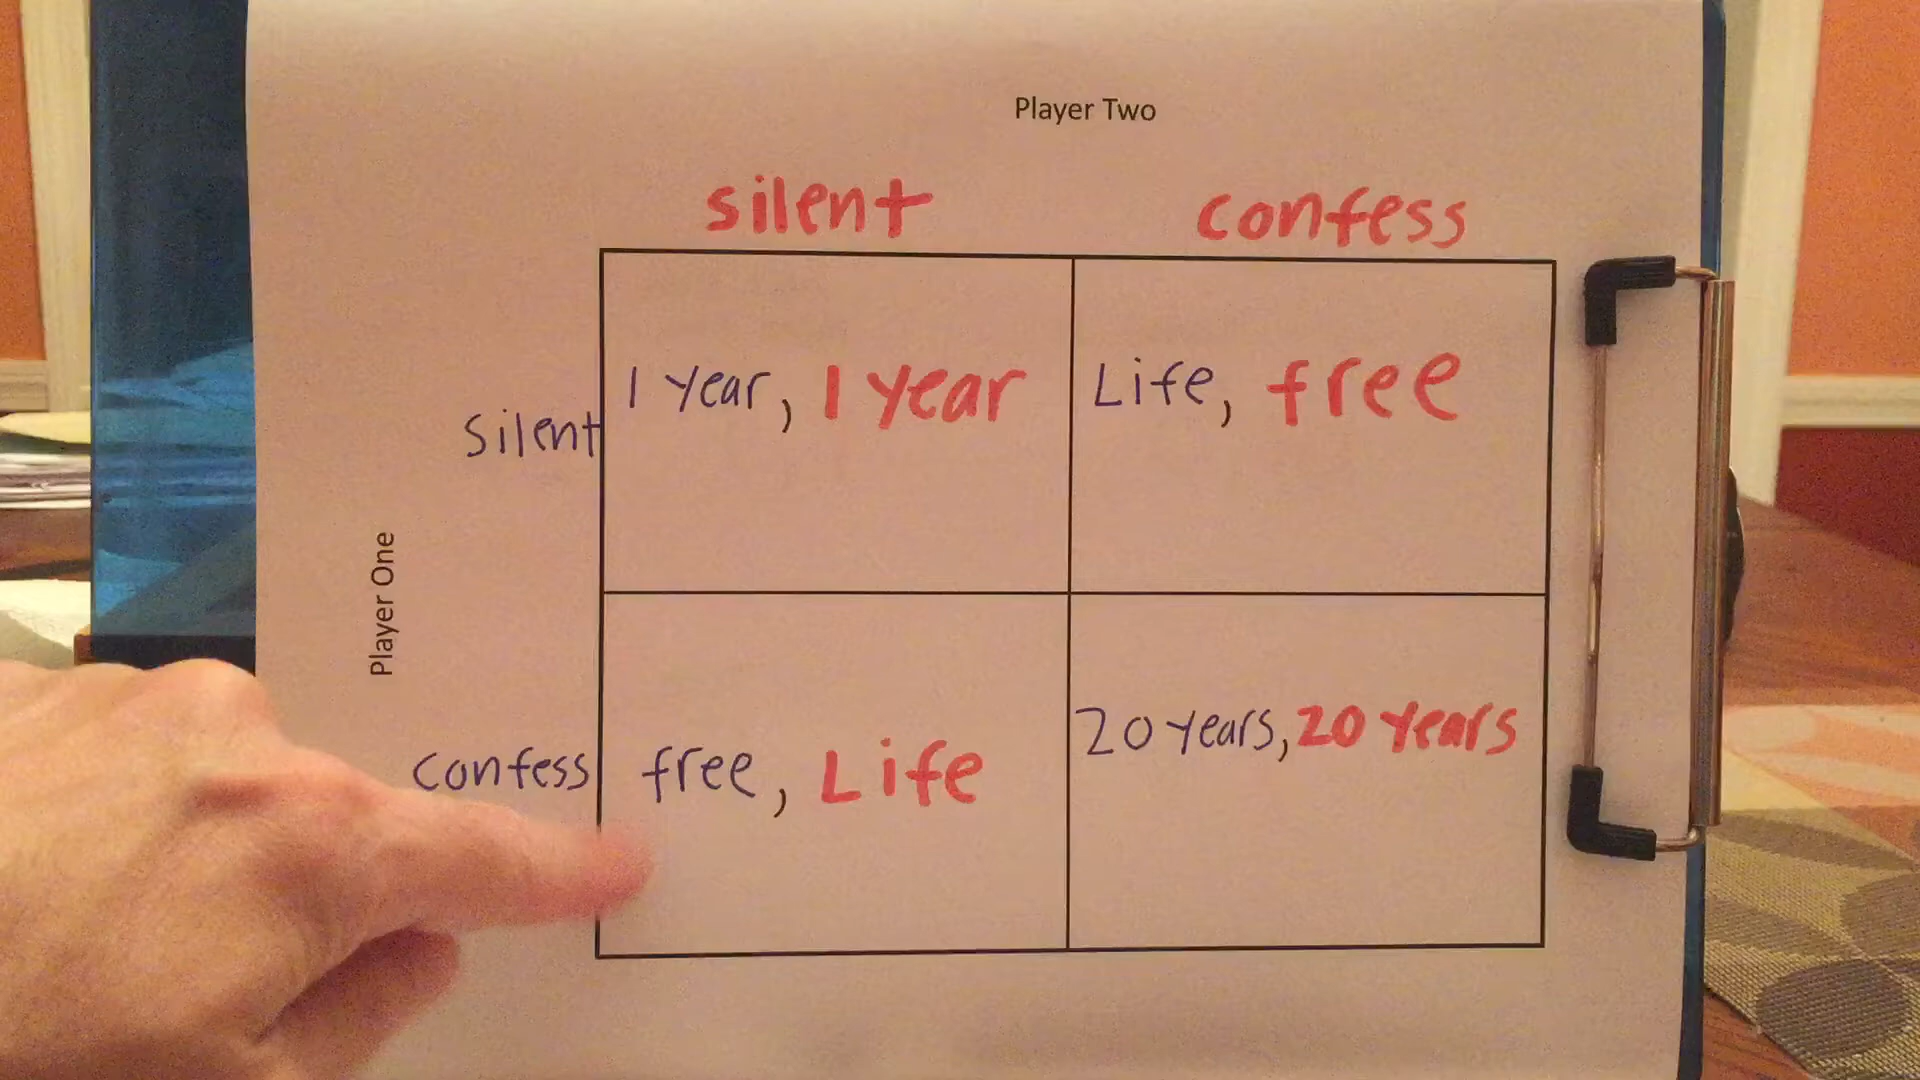 Player Two
silent confess
Player One
silent
1 year, 1 year
Life, free
confess
free, Life
20 years, 20 years